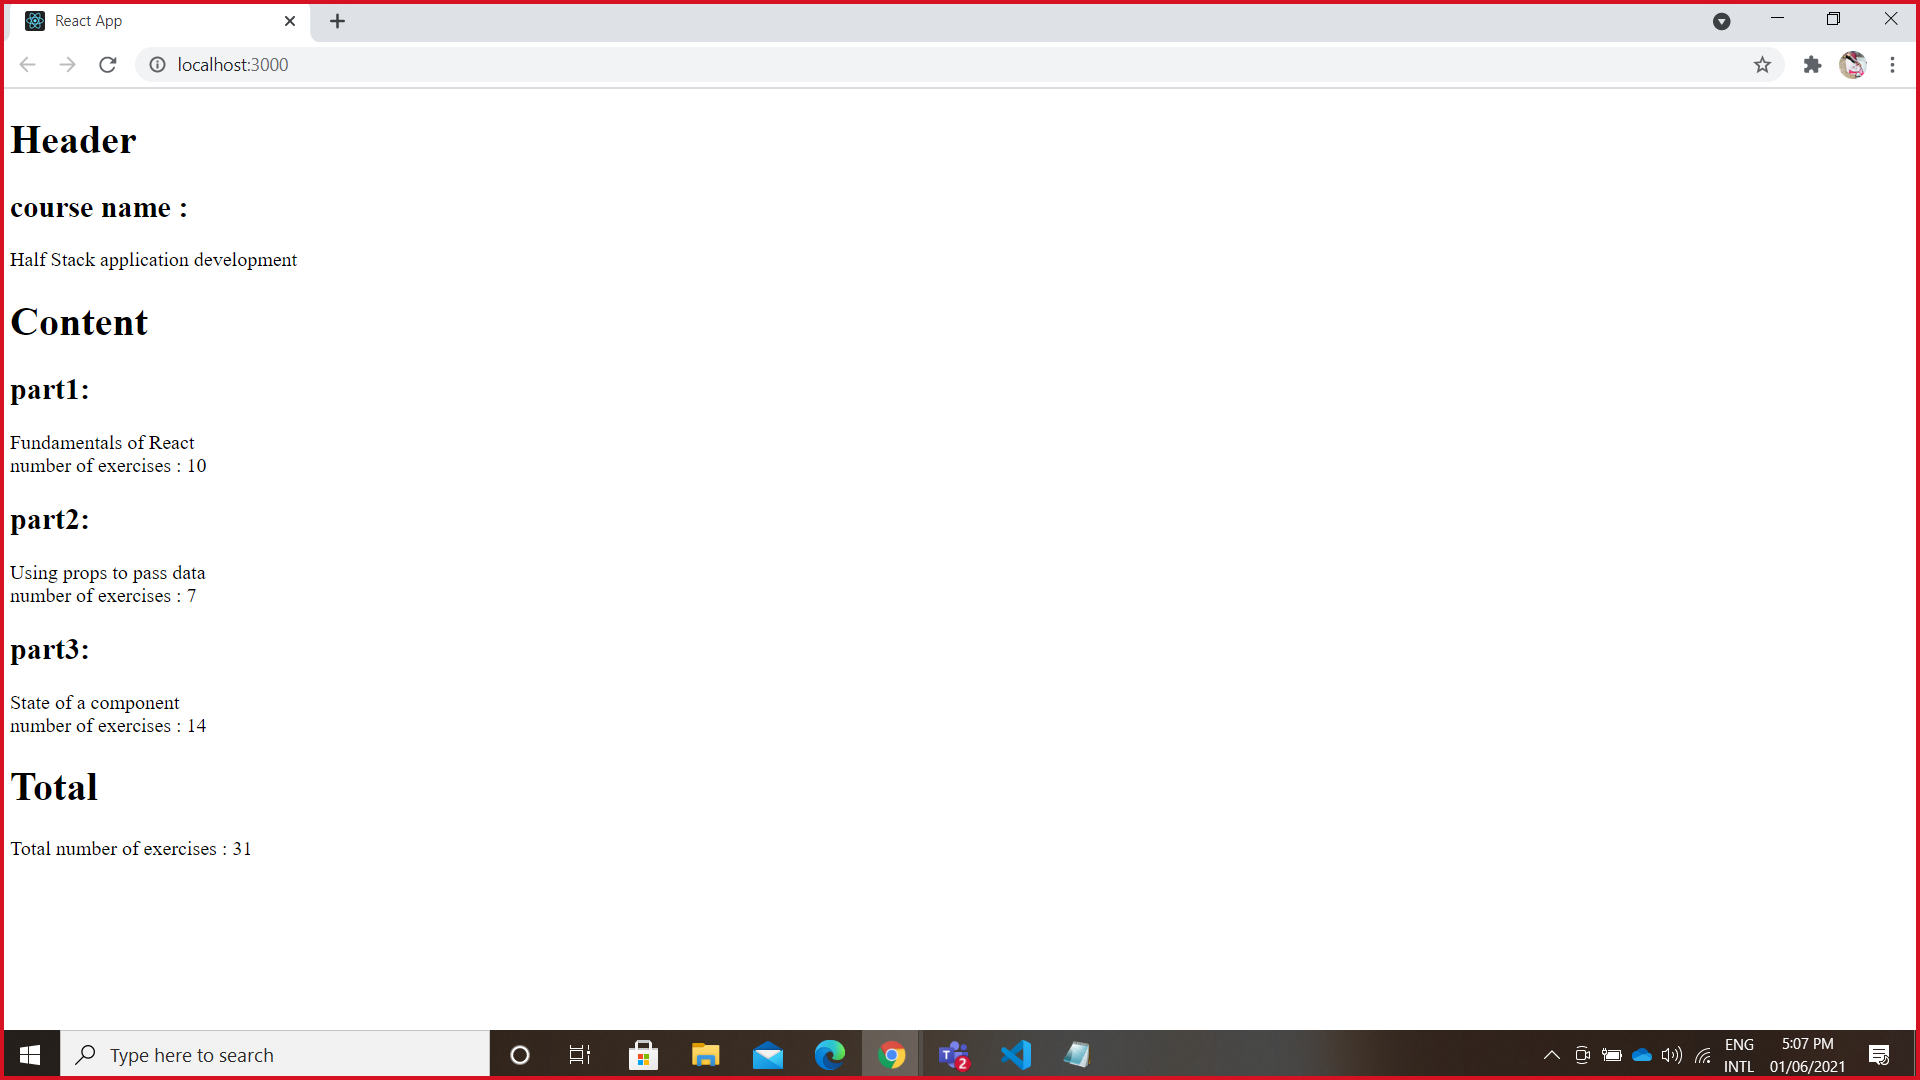 React App
localhost:3000
Header
course name :
Half Stack application development
Content
part1:
Fundamentals of React
number of exercises : 10
part2:
Using props to pass data
number of exercises : 7
part3:
State of a component
number of exercises : 14
Total
Total number of exercises : 31
Type here to search
T
2
ENG
INTL
5:07 PM
01/06/2021